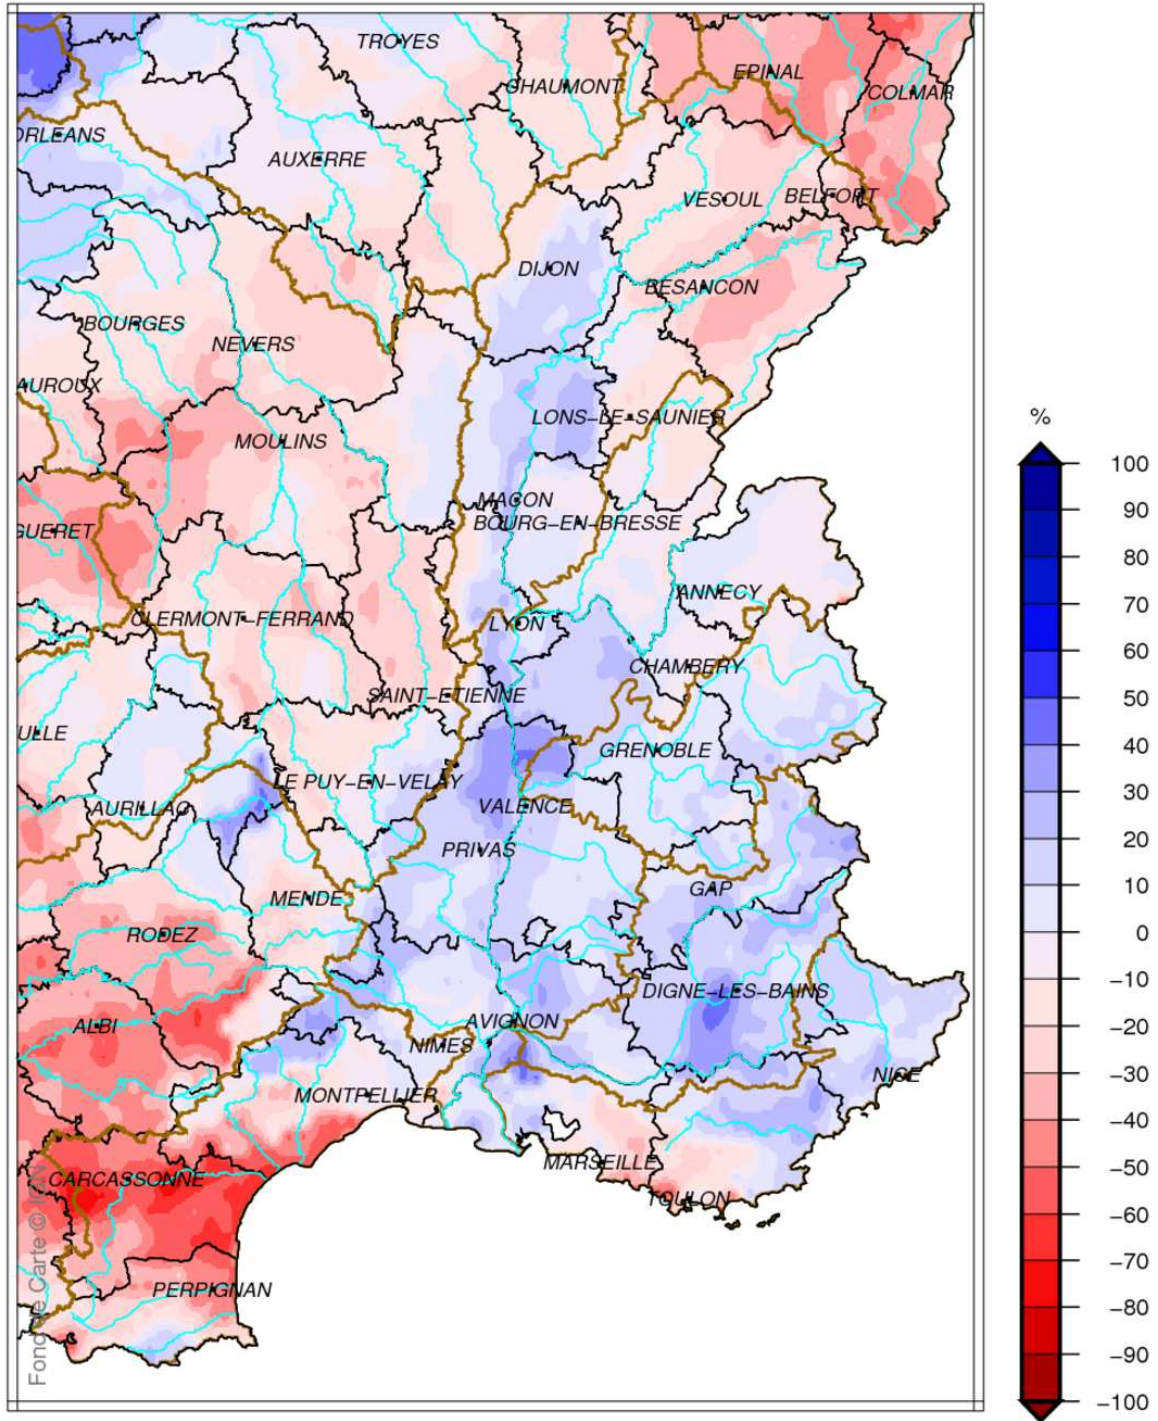 TROYES
EPINAL
CHAUMONT
COLMAR
ORLEANS
AUXERRE
VESOUL
BELFORT
DIJON
BESANCON
BOURGES
NEVERS
AUROUX
LONS-LE-SAUNIER
MOULINS
MACON
BOURG-EN-BRESSE
GUERET
ANNECY
CLERMONT-FERRAND
LYON
CHAMBERY
SAINT-ETIENNE
ULLE
GRENOBLE
LE PUY-EN-VELAY
AURILLAC
VALENCE
PRIVAS
GAP
MENDE
RODEZ
DIGNE-LES-BAINS
ALBI
AVIGNON
NIMES
NICE
MONTPELLIER
MARSEILLE
CARCASSONNE
TOULON
PERPIGNAN
Fond de Carte © IGN
%
100
90
80
70
60
50
40
30
20
10
0
-10
-20
-30
-40
-50
-60
-70
-80
-90
-100